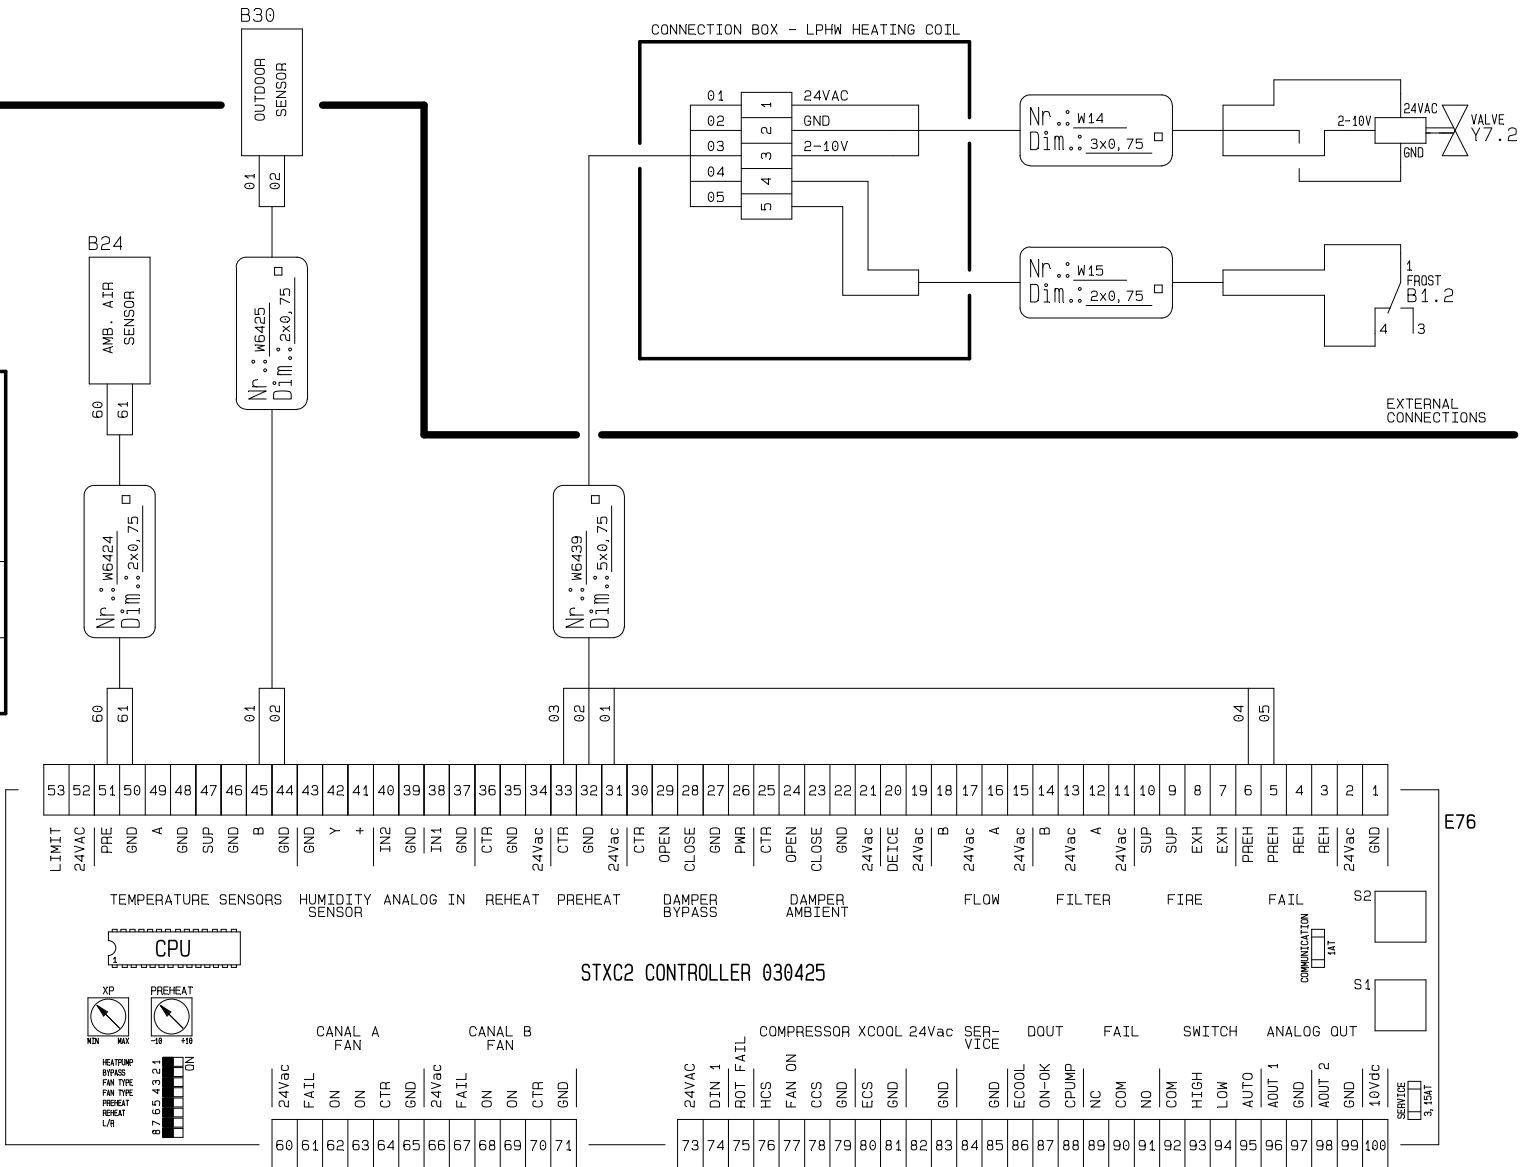 B30
OUTDOOR
SENSOR
01
02
B24
AMB. AIR
SENSOR
60
61
Nr.: W6425
Dim.: 2x0,75
Nr.: W6424
Dim.: 2x0,75
CONNECTION BOX - LPHW HEATING COIL
01 1 24VAC
02 2 GND
03 3 2-10V
04 4
05 5
Nr.: W14
Dim.: 3x0,75
2-10V
24VAC
GND
VALVE
Y7.2
Nr.: W15
Dim.: 2x0,75
1
FROST
B1.2
4
3
EXTERNAL
CONNECTIONS
Nr.: W6439
Dim.: 5x0,75
60 61 01 02 03 02 01 04 05
53 52 51 50 49 48 47 46 45 44 43 42 41 40 39 38 37 36 35 34 33 32 31 30 29 28 27 26 25 24 23 22 21 20 19 18 17 16 15 14 13 12 11 10 9 8 7 6 5 4 3 2 1
E76
LIMIT 24VAC PRE GND A GND SUP GND B GND GND Y + IN2 GND IN1 GND CTR GND 24Vac CTR GND 24Vac CTR OPEN CLOSE GND PWR CTR OPEN CLOSE GND 24Vac DEICE 24Vac B 24Vac A 24Vac B 24Vac A 24Vac SUP SUP EXH EXH PREH PREH REH REH 24Vac GND
TEMPERATURE SENSORS
HUMIDITY
SENSOR
ANALOG IN
REHEAT
PREHEAT
DAMPER
BYPASS
DAMPER
AMBIENT
FLOW
FILTER
FIRE
FAIL
S2
CPU
1
COMMUNICATION
1AT
STXC2 CONTROLLER 030425
S1
XP
MIN MAX
PREHEAT
-10 +10
HEATPUMP 1
BYPASS 2
FAN TYPE 3
FAN TYPE 4
PREHEAT 5
REHEAT 6
L/R 7
8
ON
CANAL A
FAN
CANAL B
FAN
COMPRESSOR
XCOOL
24Vac
SER-
VICE
DOUT
FAIL
SWITCH
ANALOG OUT
24Vac FAIL ON ON CTR GND 24Vac FAIL ON ON CTR GND
24VAC DIN 1 ROT FAIL HCS FAN ON CCS GND ECS GND GND GND ECOOL ON-OK CPUMP NC COM NO COM HIGH LOW AUTO AOUT 1 GND AOUT 2 GND 10Vdc
SERVICE
3,15AT
60 61 62 63 64 65 66 67 68 69 70 71
73 74 75 76 77 78 79 80 81 82 83 84 85 86 87 88 89 90 91 92 93 94 95 96 97 98 99 100